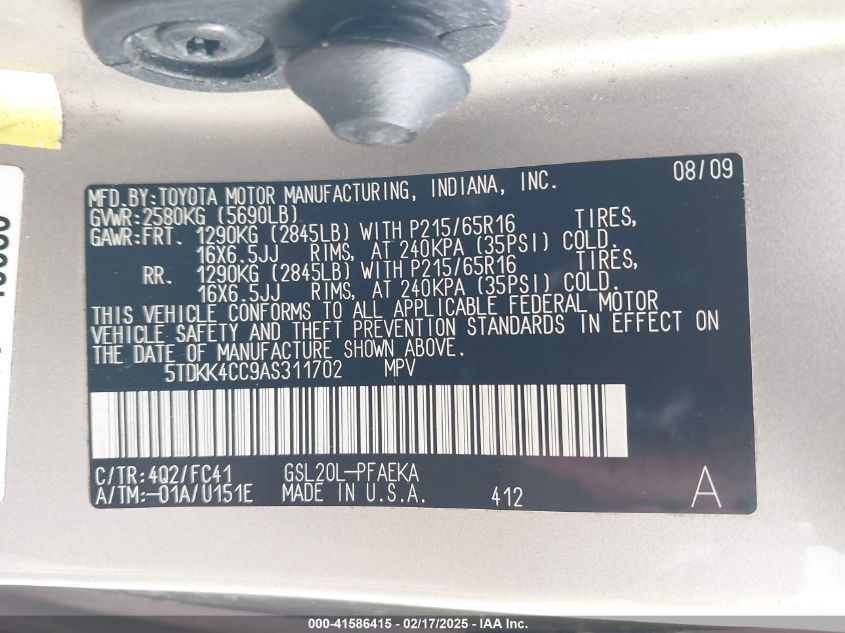 08/09
MFD.BY:TOYOTA MOTOR MANUFACTURING, INDIANA, INC.
GVWR:2580KG (5690LB)
GAWR:FRT. 1290KG (2845LB) WITH P215/65R16 TIRES,
16X6.5JJ RIMS, AT 240KPA (35PSI) COLD.
RR. 1290KG (2845LB) WITH P215/65R16 TIRES,
16X6.5JJ RIMS, AT 240KPA (35PSI) COLD.
THIS VEHICLE CONFORMS TO ALL APPLICABLE FEDERAL MOTOR
VEHICLE SAFETY AND THEFT PREVENTION STANDARDS IN EFFECT ON
THE DATE OF MANUFACTURE SHOWN ABOVE.
5TDKK4CC9AS311702 MPV
C/TR:4Q2/FC41 GSL20L-PFAEKA
A/TM:-01A/U151E MADE IN U.S.A. 412 A
000-41586415 - 02/17/2025 - IAA Inc.